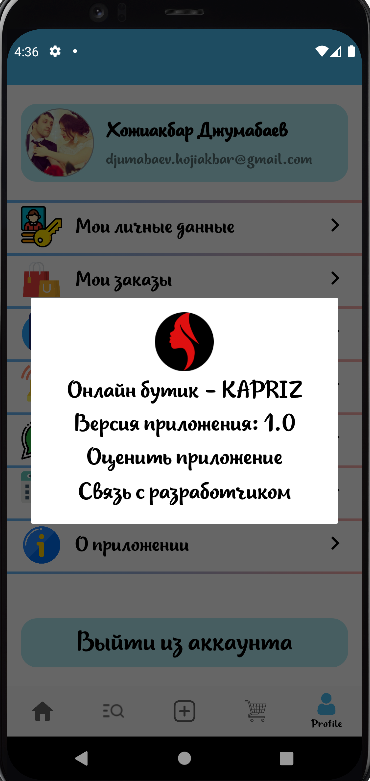 4:36
Хожиакбар Джумабаев
djumabaev.hojiakbar@gmail.com
Мои личные данные
Мои заказы
Онлайн бутик - KAPRIZ
Версия приложения: 1.0
Оценить приложение
Связь с разработчиком
О приложении
Выйти из аккаунта
Profile